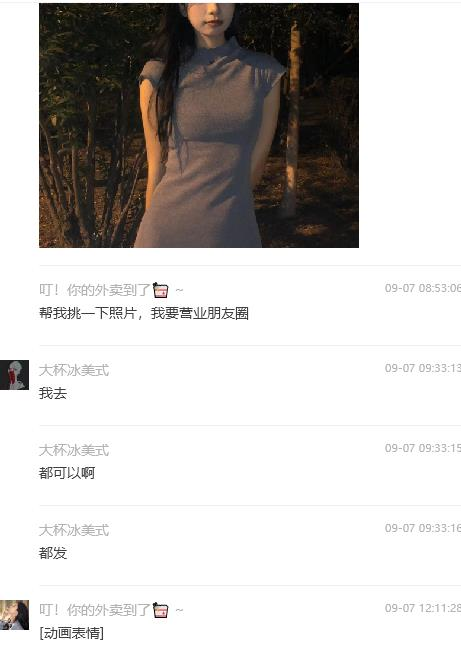 叮！你的外卖到了 ~
09-07 08:53:06
帮我挑一下照片，我要营业朋友圈
大杯冰美式
09-07 09:33:13
我去
大杯冰美式
09-07 09:33:15
都可以啊
大杯冰美式
09-07 09:33:16
都发
叮！你的外卖到了 ~
09-07 12:11:28
[动画表情]